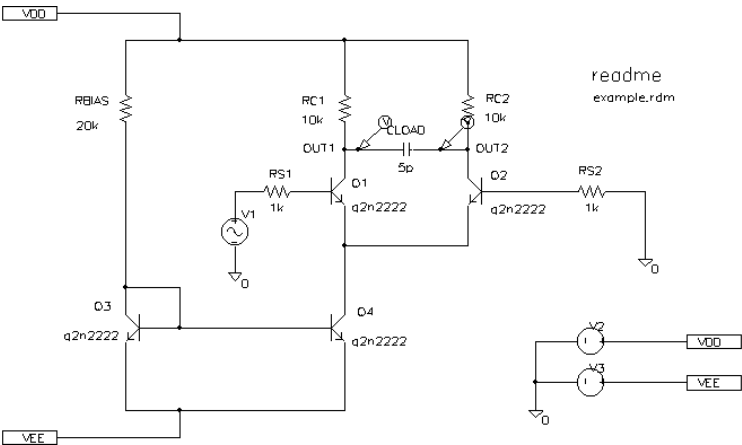 VDD
RBIAS
20k
RC1
10k
RC2
10k
readme
example.rdm
V
CLOAD
V
OUT1
OUT2
5p
RS1
1k
Q1
q2n2222
Q2
q2n2222
RS2
1k
V1
0
0
Q3
q2n2222
Q4
q2n2222
V2
VDD
V3
VEE
0
VEE